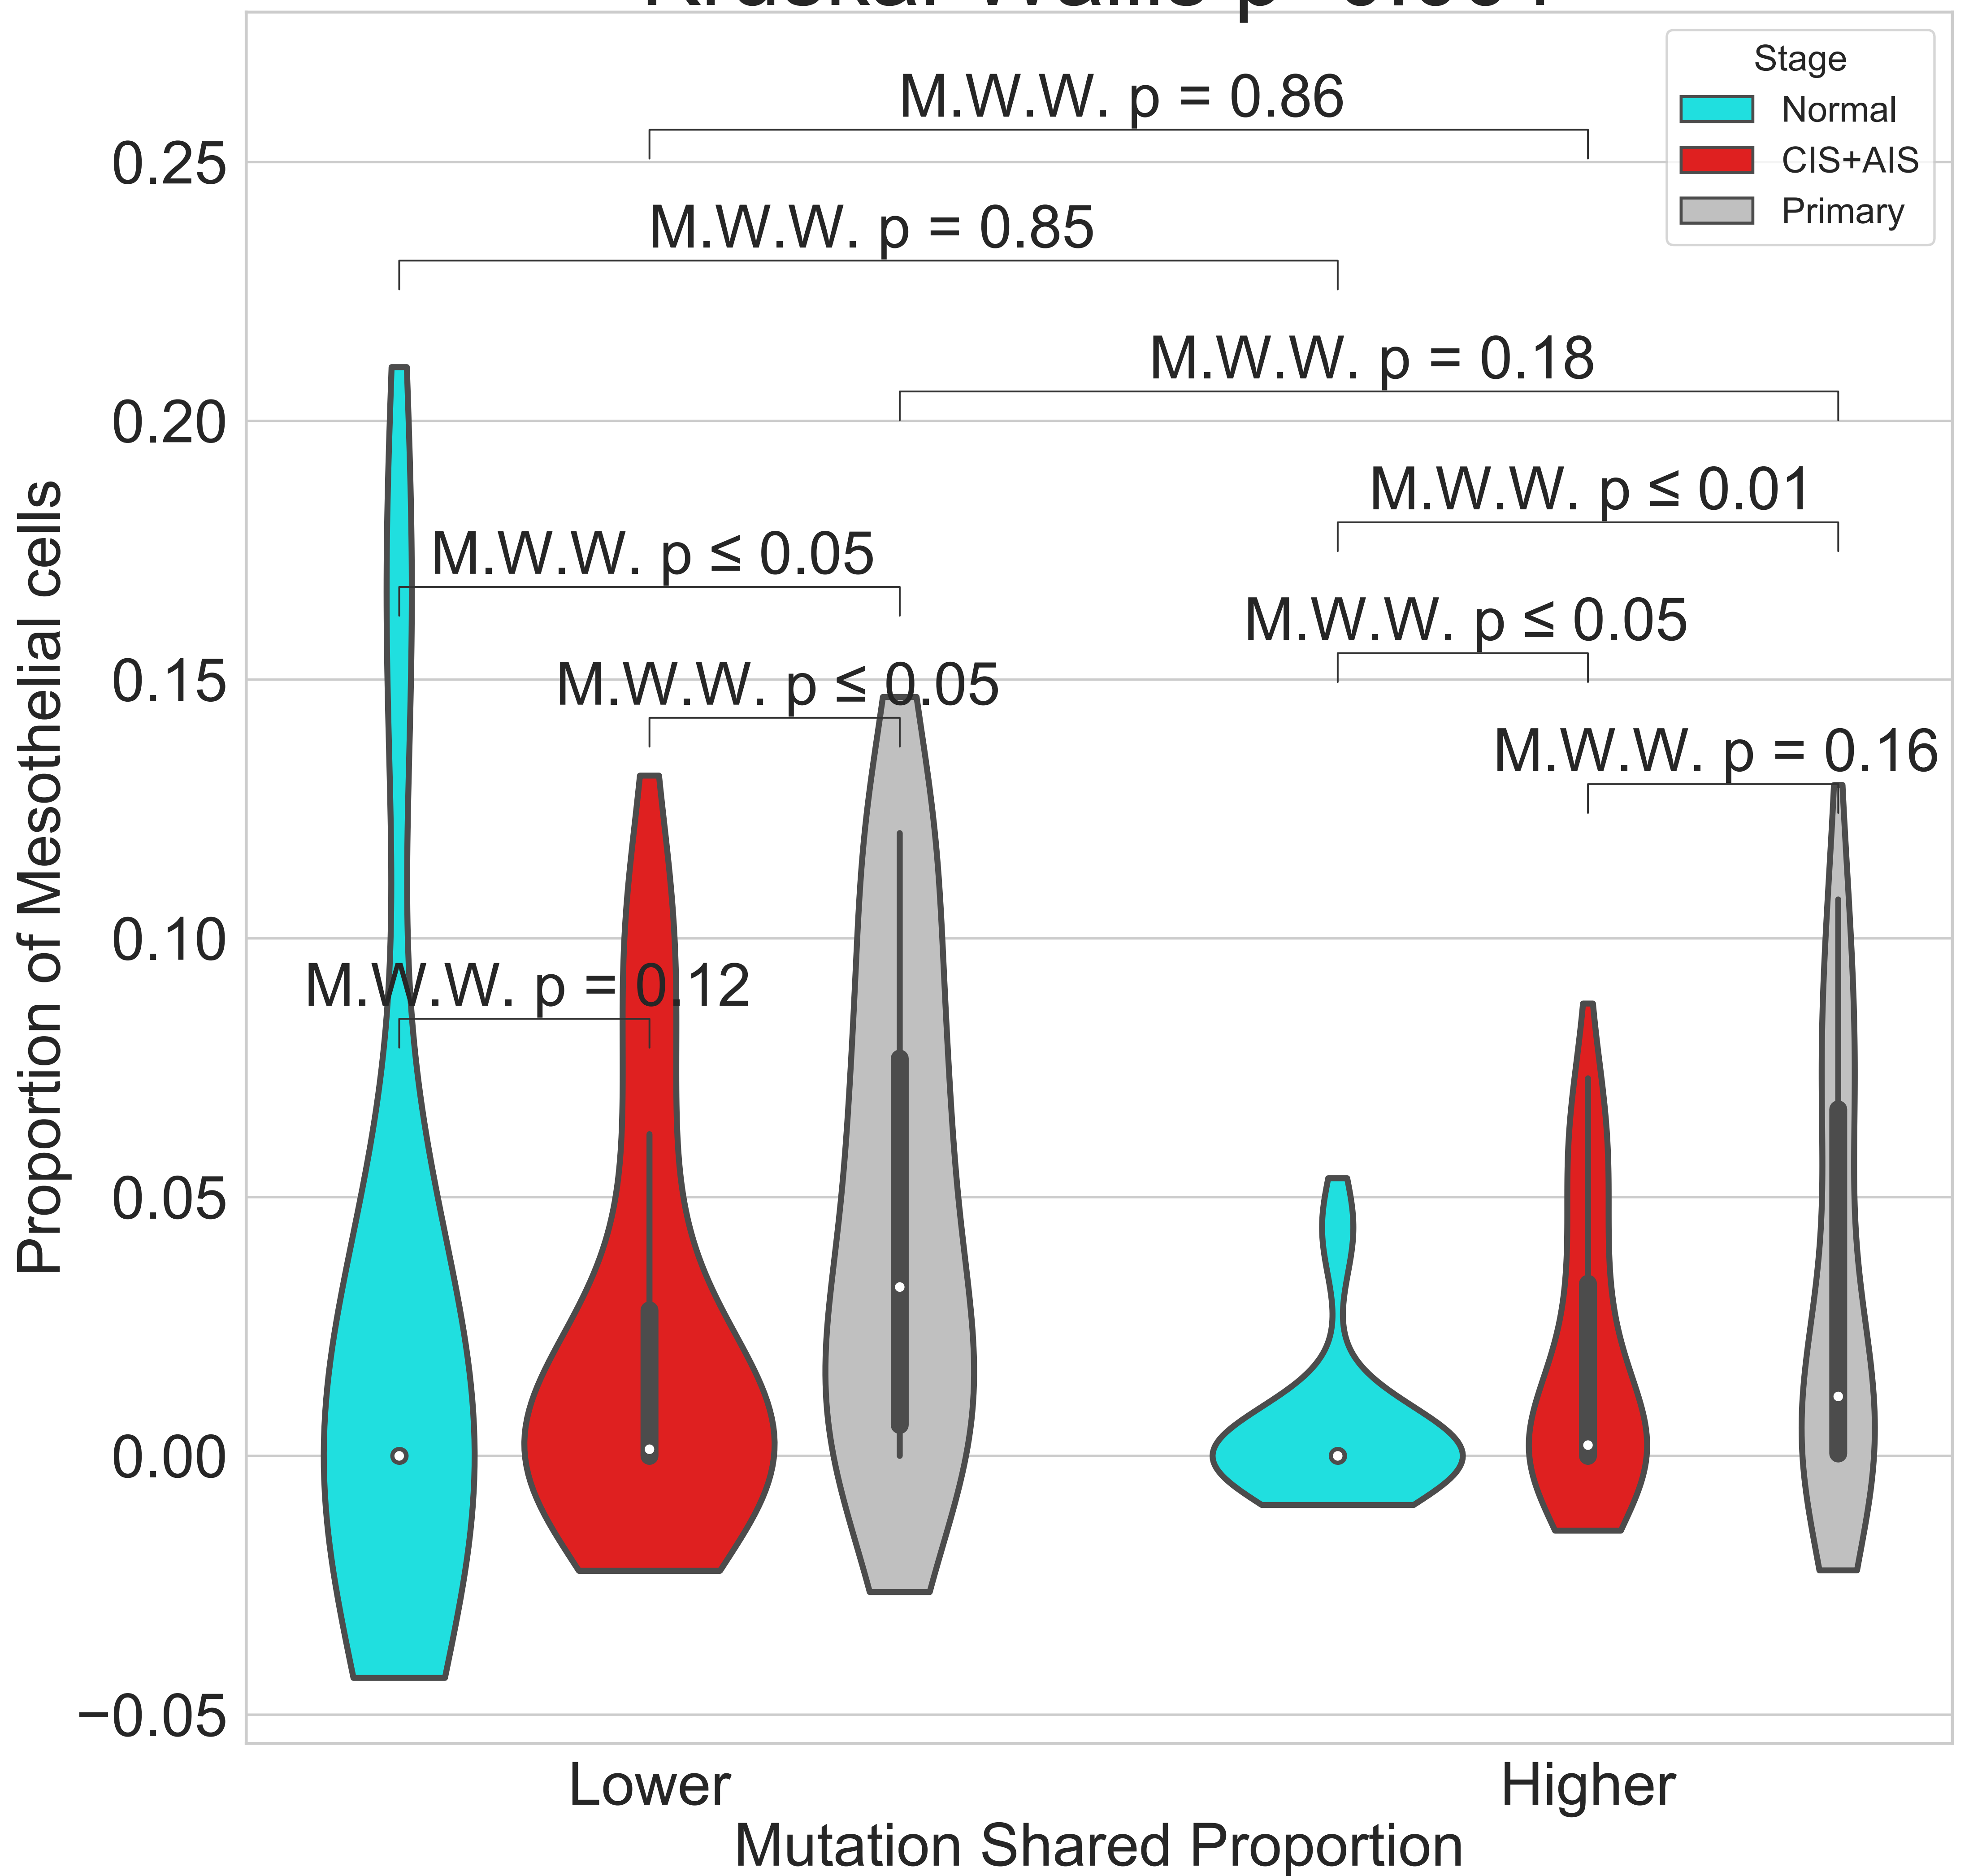 Stage
Normal
CIS+AIS
Primary
M.W.W. p = 0.86
M.W.W. p = 0.85
M.W.W. p = 0.18
M.W.W. p ≤ 0.01
M.W.W. p ≤ 0.05
M.W.W. p ≤ 0.05
M.W.W. p ≤ 0.05
M.W.W. p = 0.16
M.W.W. p = 0.12
0.25
0.20
0.15
0.10
0.05
0.00
−0.05
Proportion of Mesothelial cells
Lower
Higher
Mutation Shared Proportion